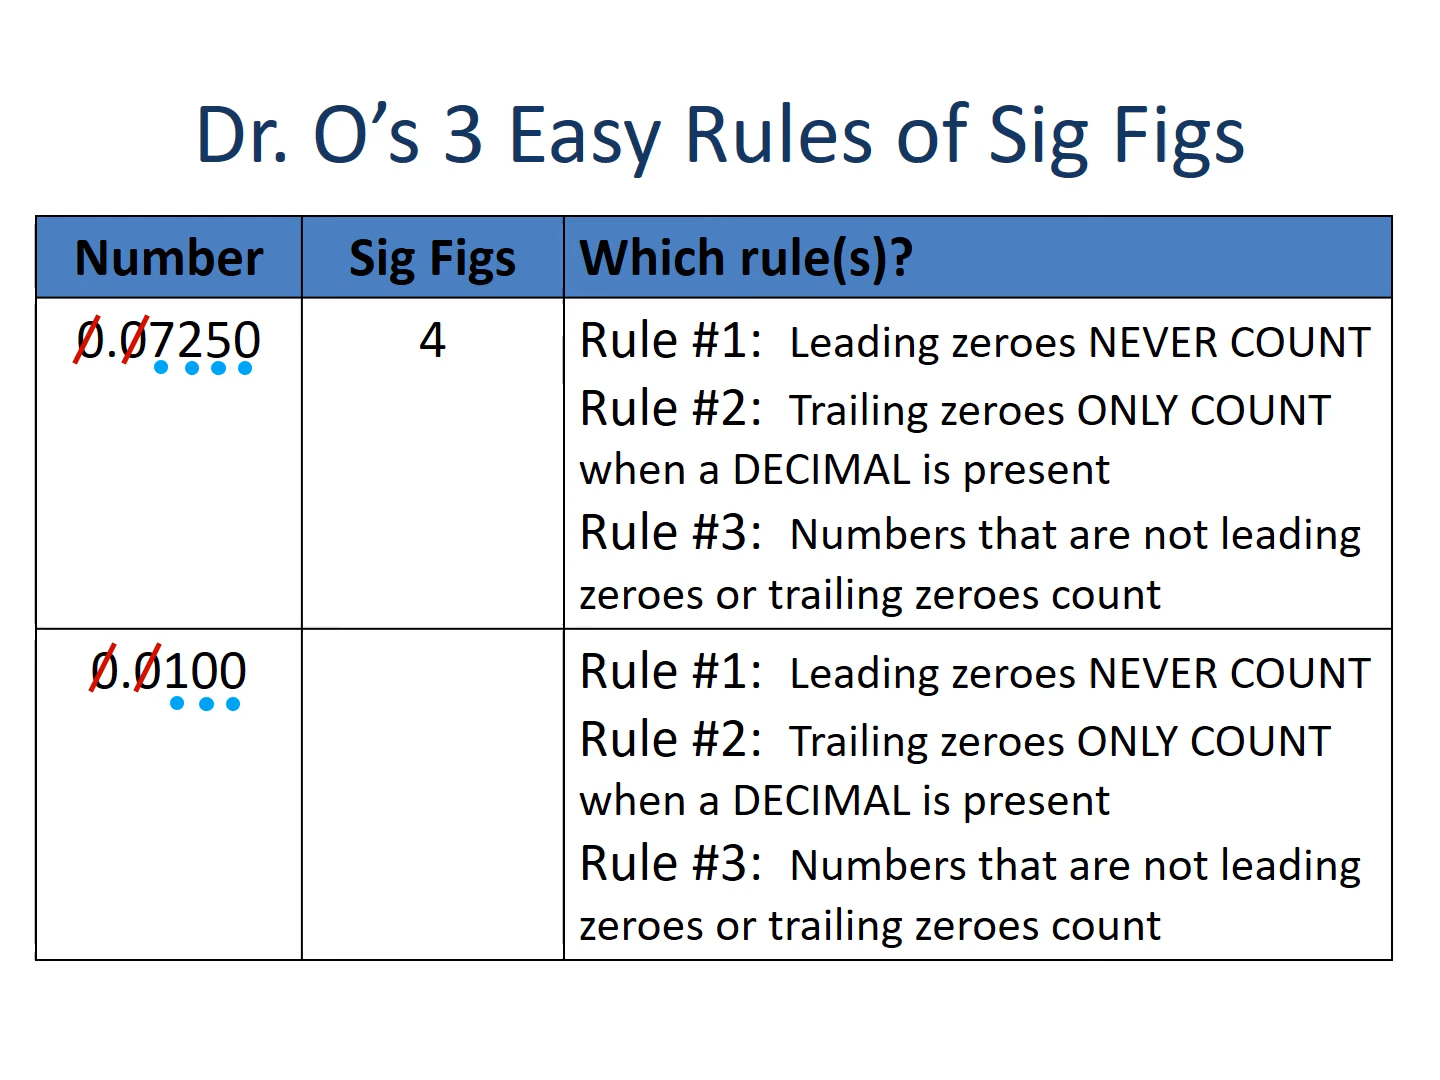 Dr. O’s 3 Easy Rules of Sig Figs
Number Sig Figs Which rule(s)?
0.07250 4 Rule #1: Leading zeroes NEVER COUNT
Rule #2: Trailing zeroes ONLY COUNT
when a DECIMAL is present
Rule #3: Numbers that are not leading
zeroes or trailing zeroes count
0.0100 Rule #1: Leading zeroes NEVER COUNT
Rule #2: Trailing zeroes ONLY COUNT
when a DECIMAL is present
Rule #3: Numbers that are not leading
zeroes or trailing zeroes count